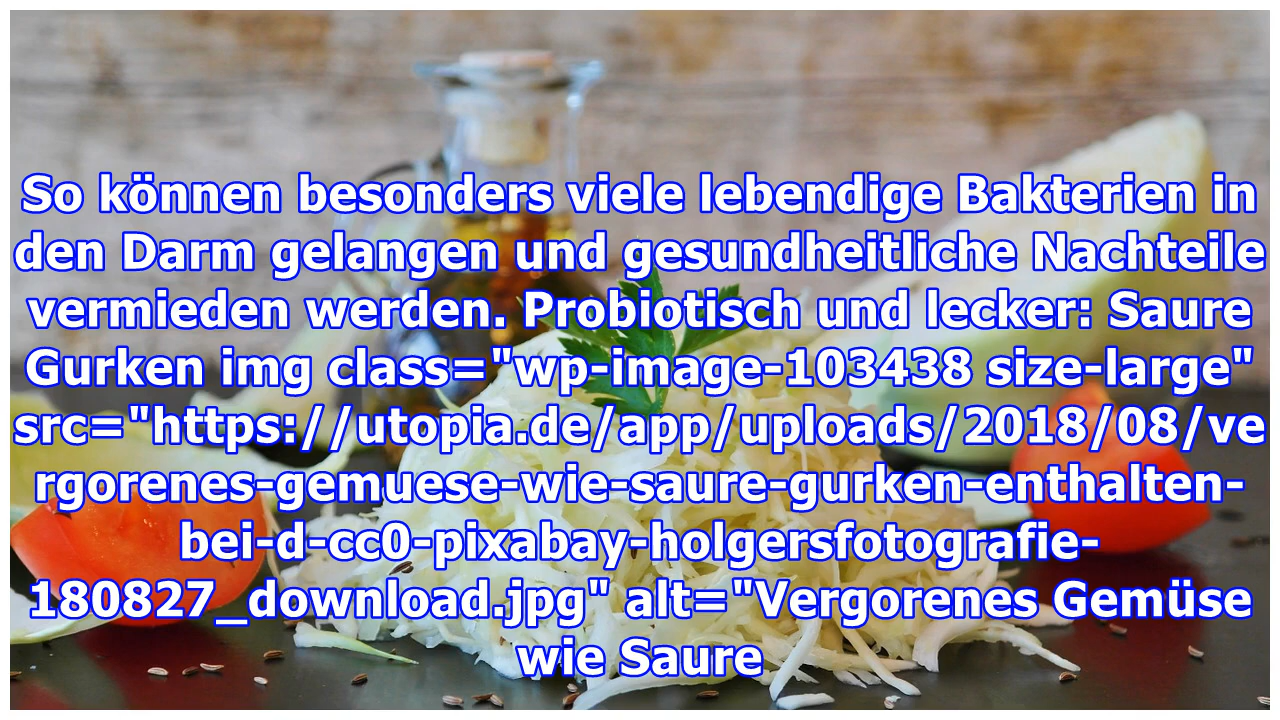 So können besonders viele lebendige Bakterien in
den Darm gelangen und gesundheitliche Nachteile
vermieden werden. Probiotisch und lecker: Saure
Gurken img class="wp-image-103438 size-large"
src="https://utopia.de/app/uploads/2018/08/ve
rgorenes-gemuese-wie-saure-gurken-enthalten-
bei-d-cc0-pixabay-holgersfotografie-
180827_download.jpg" alt="Vergorenes Gemüse
wie Saure